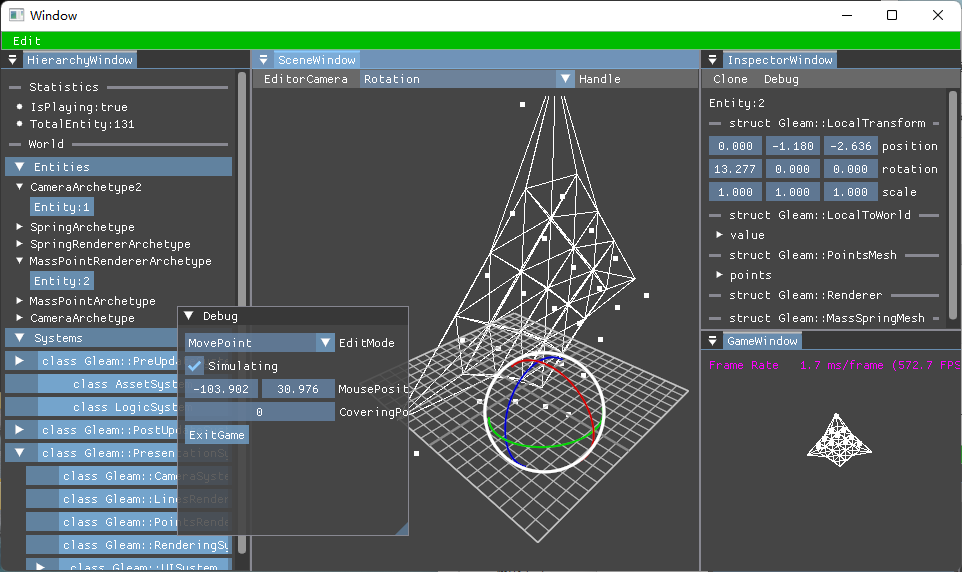 Window
Edit
HierarchyWindow
Statistics
IsPlaying:true
TotalEntity:131
World
Entities
CameraArchetype2
Entity:1
SpringArchetype
SpringRendererArchetype
MassPointRendererArchetype
Entity:2
MassPointArchetype
CameraArchetype
Systems
class Gleam::PreUpda
class AssetSyst
class LogicSyst
class Gleam::PostUp
class Gleam::PresentationSy
class Gleam::CameraSystem
class Gleam::LinesRender
class Gleam::PointsRende
class Gleam::RenderingSy
class Gleam::UISystem
SceneWindow
EditorCamera Rotation Handle
Debug
MovePoint EditMode
Simulating
-103.902 30.976 MousePosit
0 CoveringPo
ExitGame
InspectorWindow
Clone Debug
Entity:2
struct Gleam::LocalTransform
0.000 -1.180 -2.636 position
13.277 0.000 0.000 rotation
1.000 1.000 1.000 scale
struct Gleam::LocalToWorld
value
struct Gleam::PointsMesh
points
struct Gleam::Renderer
struct Gleam::MassSpringMesh
GameWindow
Frame Rate 1.7 ms/frame (572.7 FPS